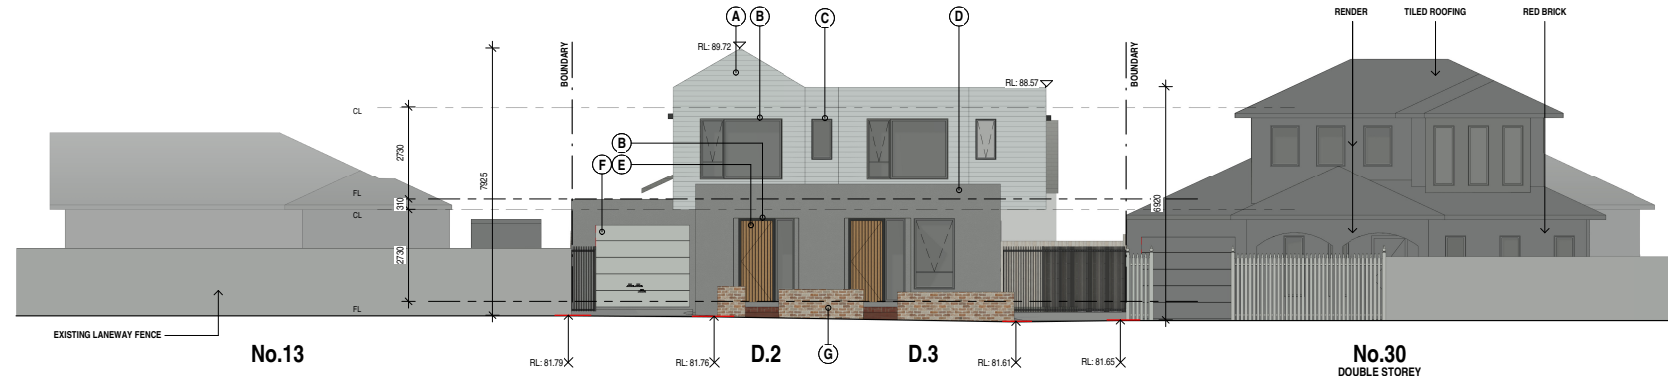 A
B
C
D
RENDER
TILED ROOFING
RED BRICK
RL: 89.72
BOUNDARY
BOUNDARY
RL: 88.57
CL
2730
7925
B
F
E
FL
310
6920
CL
2730
FL
EXISTING LANEWAY FENCE
No.13
RL: 81.79
RL: 81.76
D.2
G
D.3
RL: 81.61
RL: 81.65
No.30
DOUBLE STOREY